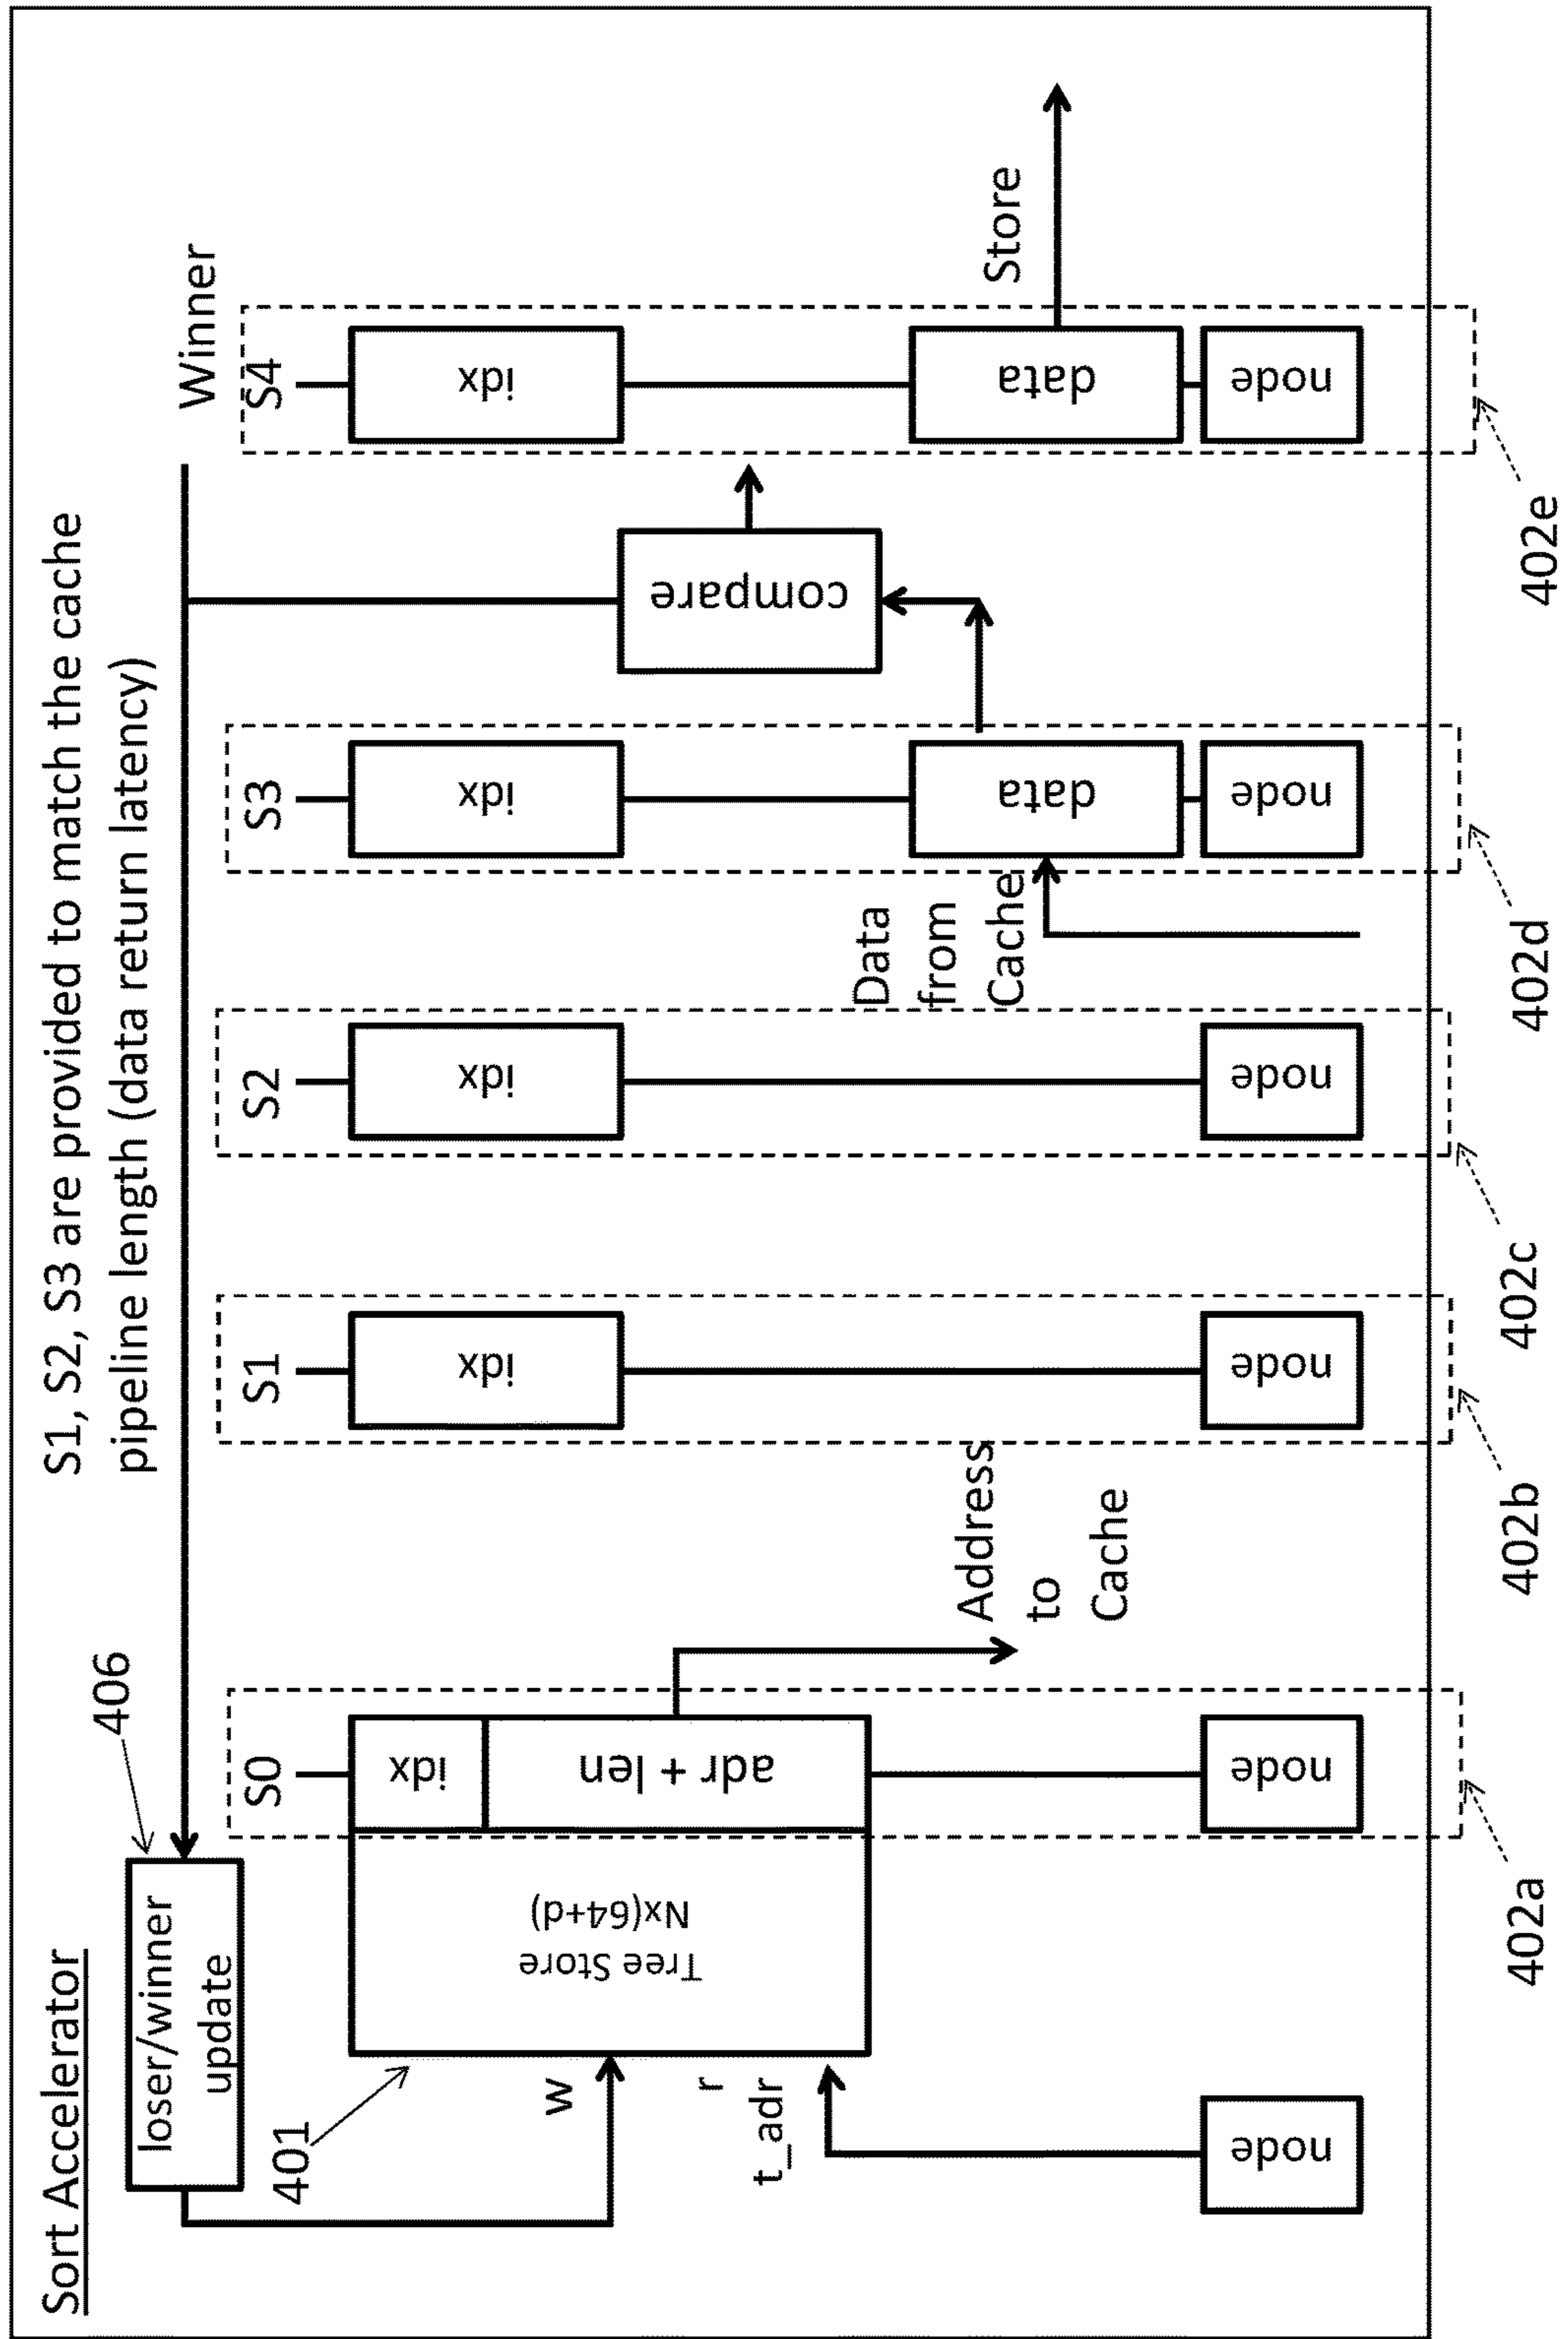 Sort Accelerator
S1, S2, S3 are provided to match the cache
pipeline length (data return latency)
loser/winner
update
406
Winner
401
S0
S1
S2
S3
S4
idx
adr + len
idx
idx
idx
idx
Tree Store
Nx(64+d)
w
r
t_adr
compare
Address
to
Cache
Data
from
Cache
data
data
Store
node
node
node
node
node
node
402a
402b
402c
402d
402e